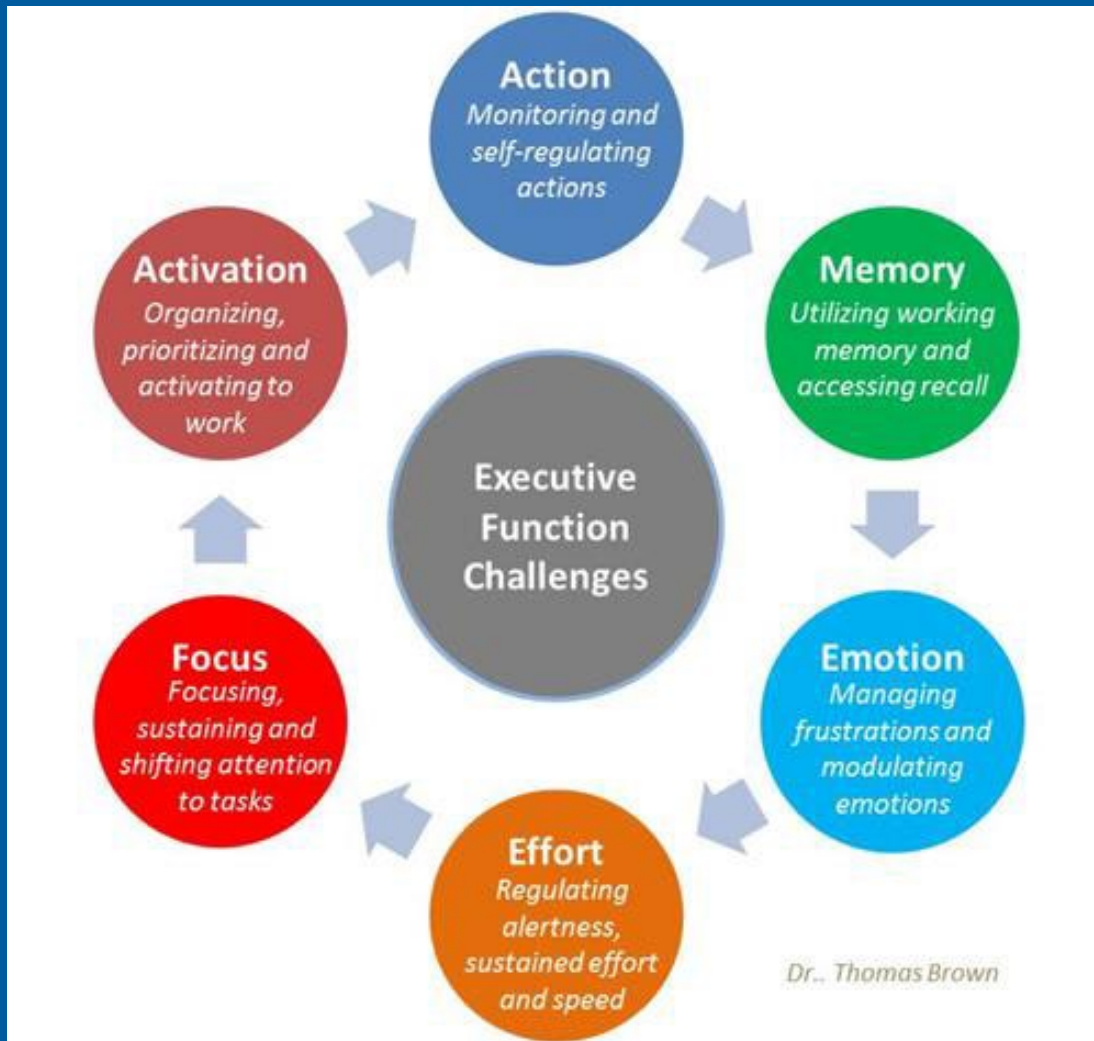 Action
Monitoring and
self-regulating
actions
Memory
Utilizing working
memory and
accessing recall
Emotion
Managing
frustrations and
modulating
emotions
Effort
Regulating
alertness,
sustained effort
and speed
Focus
Focusing,
sustaining and
shifting attention
to tasks
Activation
Organizing,
prioritizing and
activating to
work
Executive
Function
Challenges
Dr.. Thomas Brown